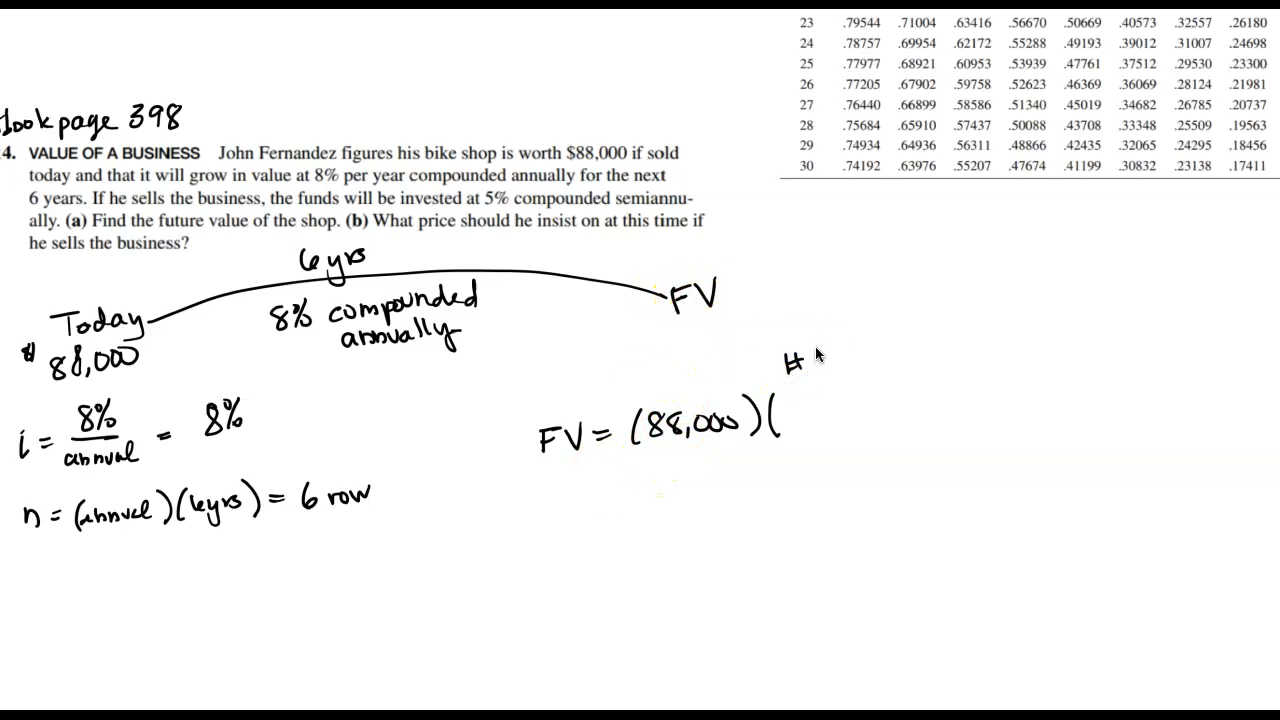 23 .79544 .71004 .63416 .56670 .50669 .40573 .32557 .26180
24 .78757 .69954 .62172 .55288 .49193 .39012 .31007 .24698
25 .77977 .68921 .60953 .53939 .47761 .37512 .29530 .23300
26 .77205 .67902 .59758 .52623 .46369 .36069 .28124 .21981
27 .76440 .66899 .58586 .51340 .45019 .34682 .26785 .20737
28 .75684 .65910 .57437 .50088 .43708 .33348 .25509 .19563
29 .74934 .64936 .56311 .48866 .42435 .32065 .24295 .18456
30 .74192 .63976 .55207 .47674 .41199 .30832 .23138 .17411
look page 398
4. VALUE OF A BUSINESS John Fernandez figures his bike shop is worth $88,000 if sold
today and that it will grow in value at 8% per year compounded annually for the next
6 years. If he sells the business, the funds will be invested at 5% compounded semiannu-
ally. (a) Find the future value of the shop. (b) What price should he insist on at this time if
he sells the business?
6 yrs
Today 8% compounded annually FV
$ 88,000
i = 8% / annual = 8%
#
FV = (88,000)(
n = (annual)(6yrs) = 6 row